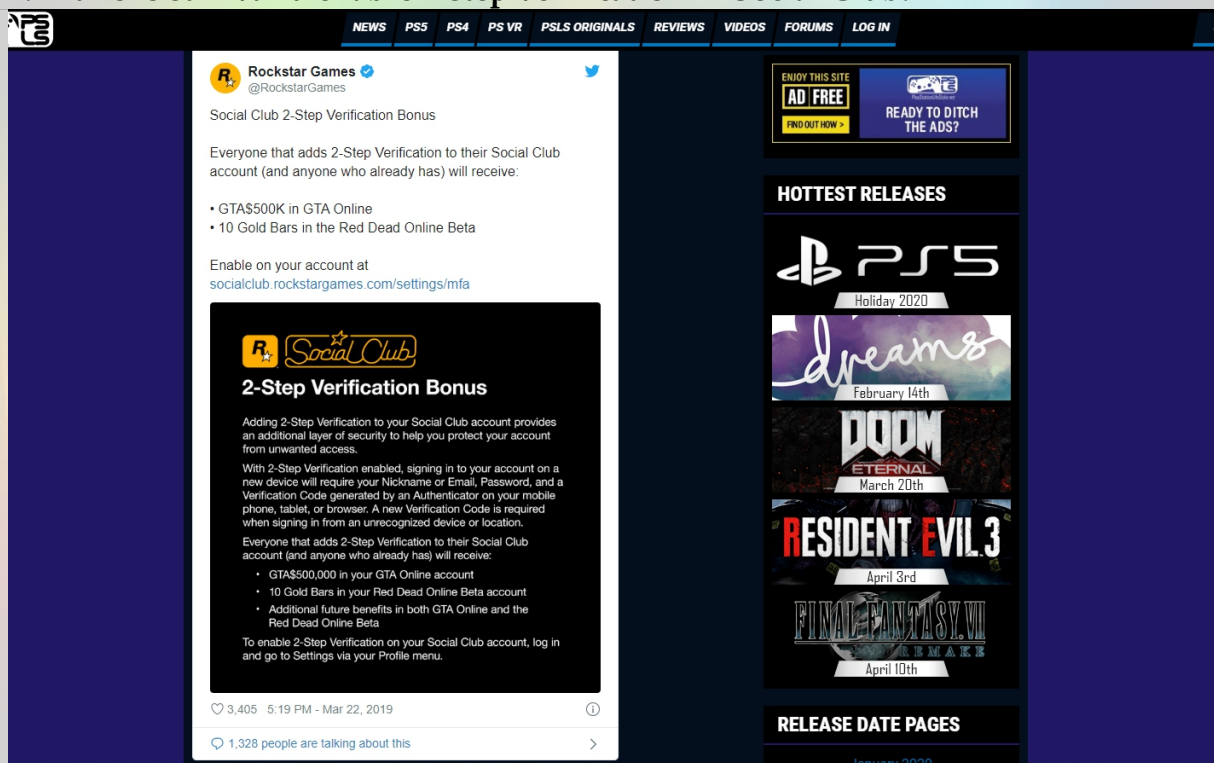 PS
LS
NEWS PS5 PS4 PS VR PSLS ORIGINALS REVIEWS VIDEOS FORUMS LOG IN
Rockstar Games
@RockstarGames
Social Club 2-Step Verification Bonus
Everyone that adds 2-Step Verification to their Social Club
account (and anyone who already has) will receive:
• GTA$500K in GTA Online
• 10 Gold Bars in the Red Dead Online Beta
Enable on your account at
socialclub.rockstargames.com/settings/mfa
R Social Club
2-Step Verification Bonus
Adding 2-Step Verification to your Social Club account provides
an additional layer of security to help you protect your account
from unwanted access.
With 2-Step Verification enabled, signing in to your account on a
new device will require your Nickname or Email, Password, and a
Verification Code generated by an Authenticator on your mobile
phone, tablet, or browser. A new Verification Code is required
when signing in from an unrecognized device or location.
Everyone that adds 2-Step Verification to their Social Club
account (and anyone who already has) will receive:
• GTA$500,000 in your GTA Online account
• 10 Gold Bars in your Red Dead Online Beta account
• Additional future benefits in both GTA Online and the
Red Dead Online Beta
To enable 2-Step Verification on your Social Club account, log in
and go to Settings via your Profile menu.
3,405 5:19 PM - Mar 22, 2019
1,328 people are talking about this
ENJOY THIS SITE
AD FREE
FIND OUT HOW >
READY TO DITCH
THE ADS?
HOTTEST RELEASES
PS5
Holiday 2020
dreams
February 14th
DOOM
ETERNAL
March 20th
RESIDENT EVIL 3
April 3rd
FINAL FANTASY VII
REMAKE
April 10th
RELEASE DATE PAGES
January 2020